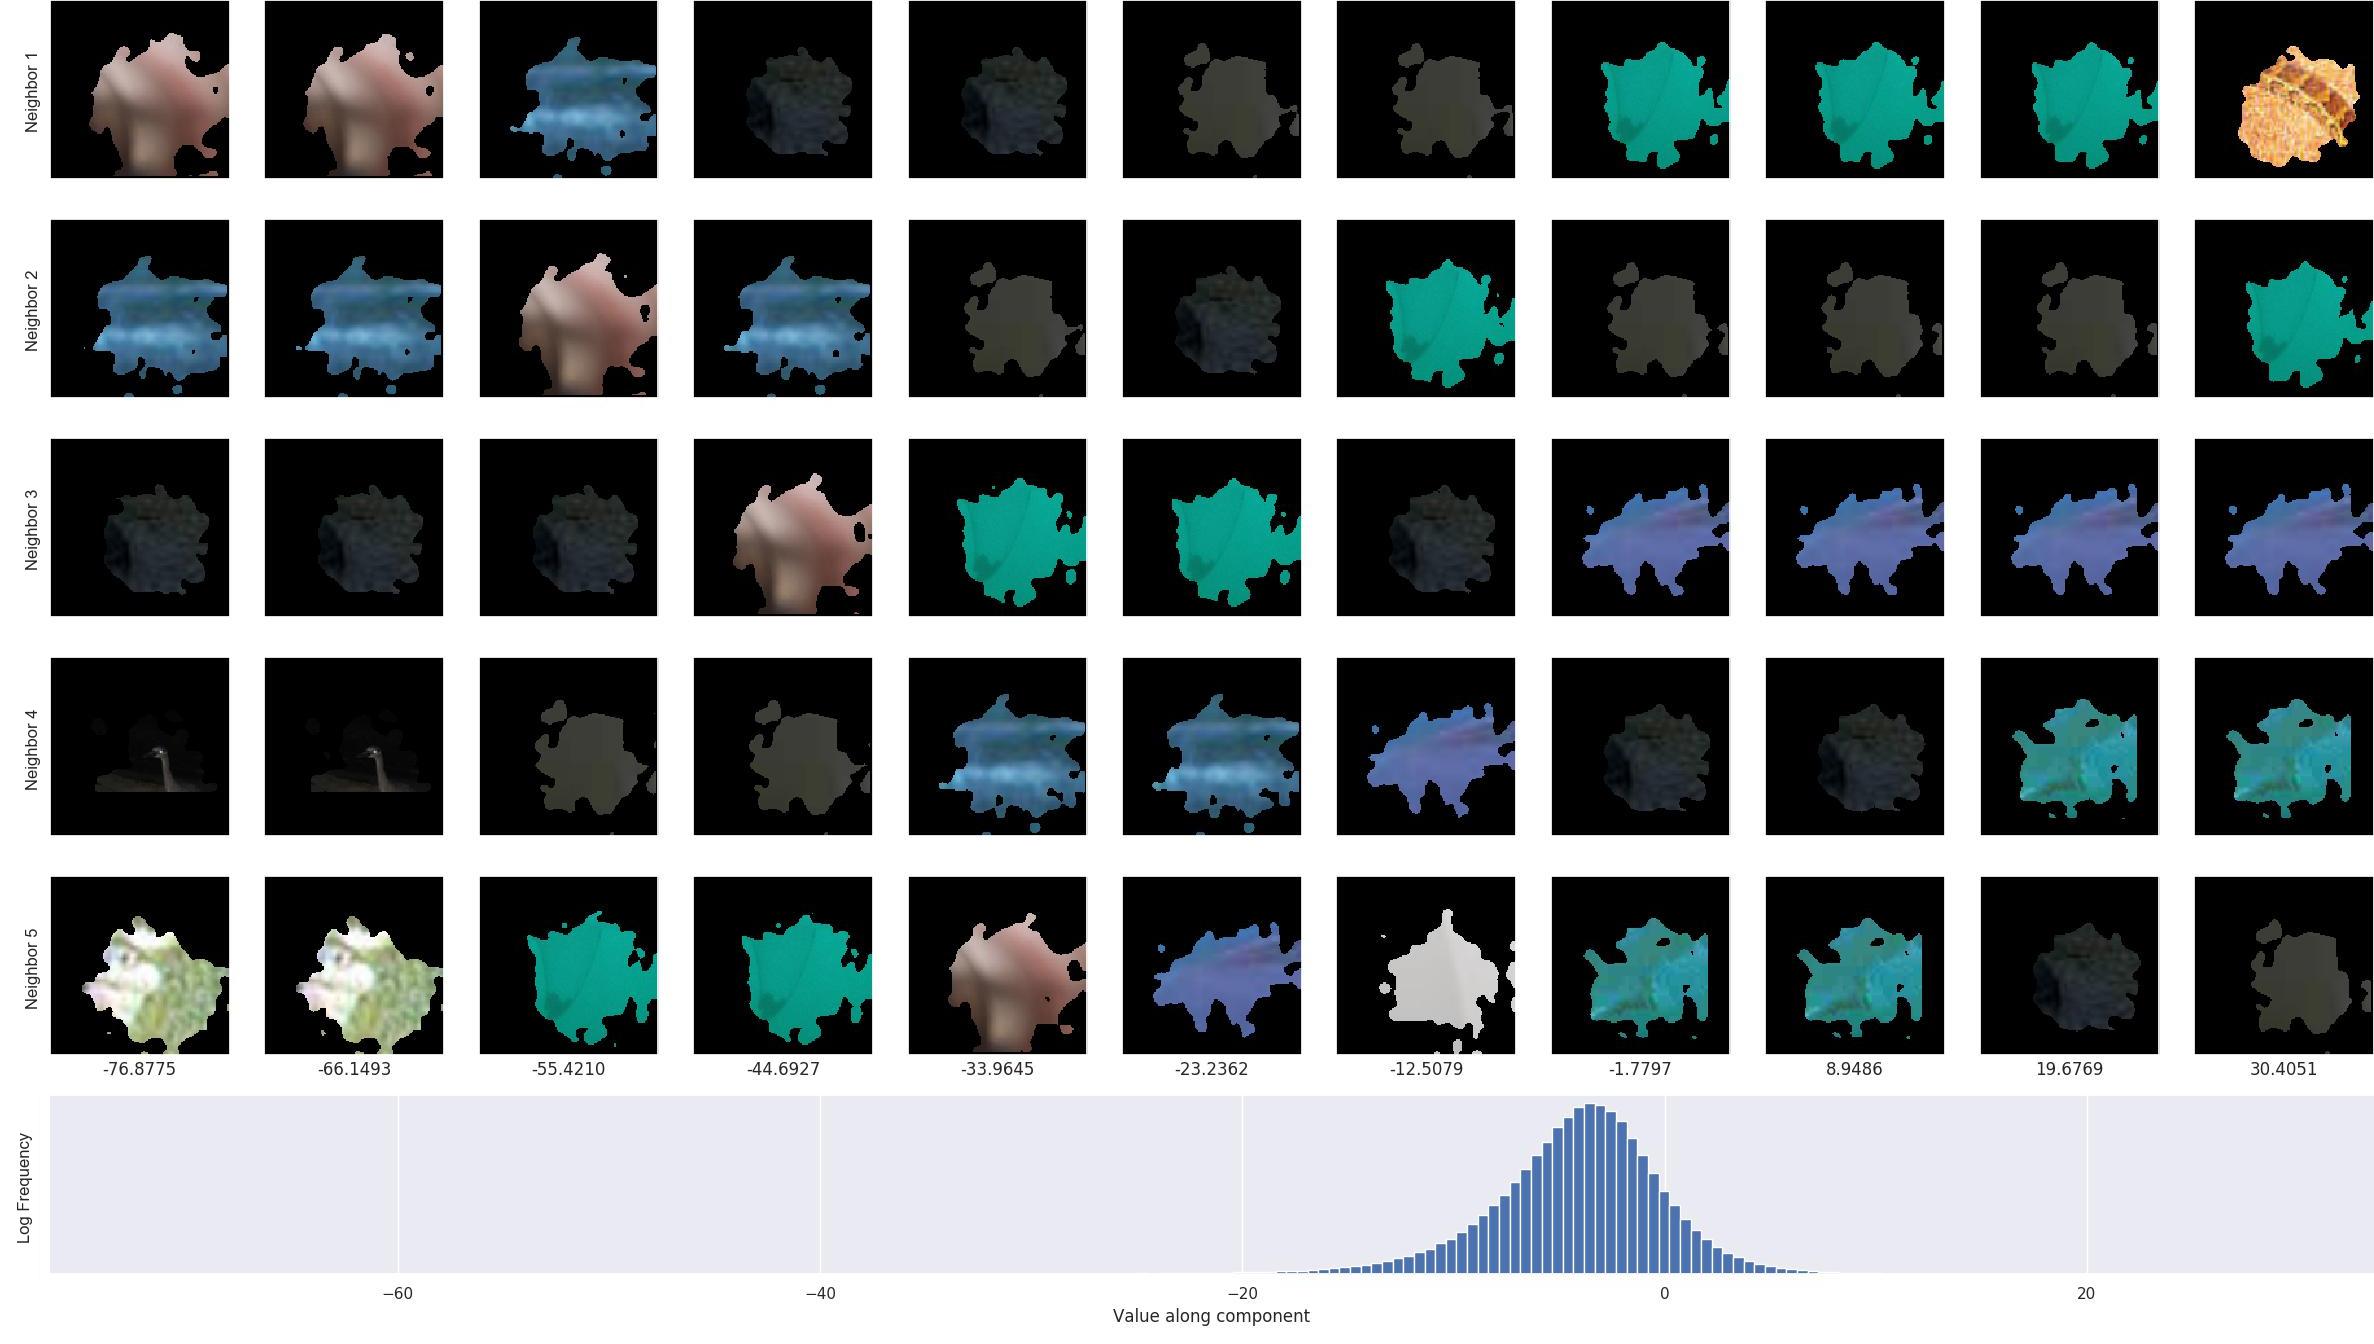 Neighbor 1
Neighbor 2
Neighbor 3
Neighbor 4
Neighbor 5
-76.8775 -66.1493 -55.4210 -44.6927 -33.9645 -23.2362 -12.5079 -1.7797 8.9486 19.6769 30.4051
Log Frequency
−60 −40 −20 0 20
Value along component